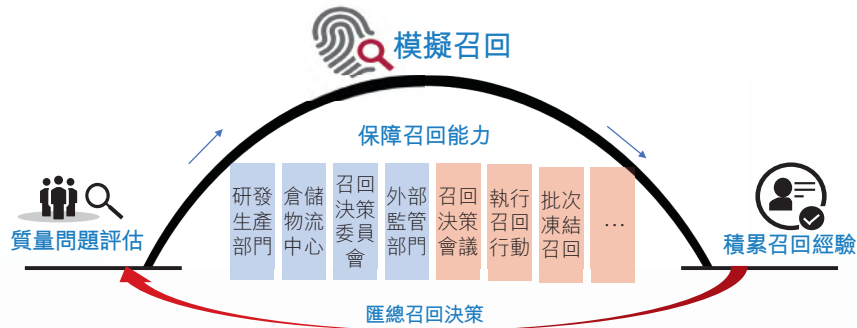 模擬召回
保障召回能力
研發
生產
部門
倉儲
物流
中心
召回
決策
委員
會
外部
監管
部門
召回
決策
會議
執行
召回
行動
批次
凍結
召回
...
質量問題評估
積累召回經驗
匯總召回決策